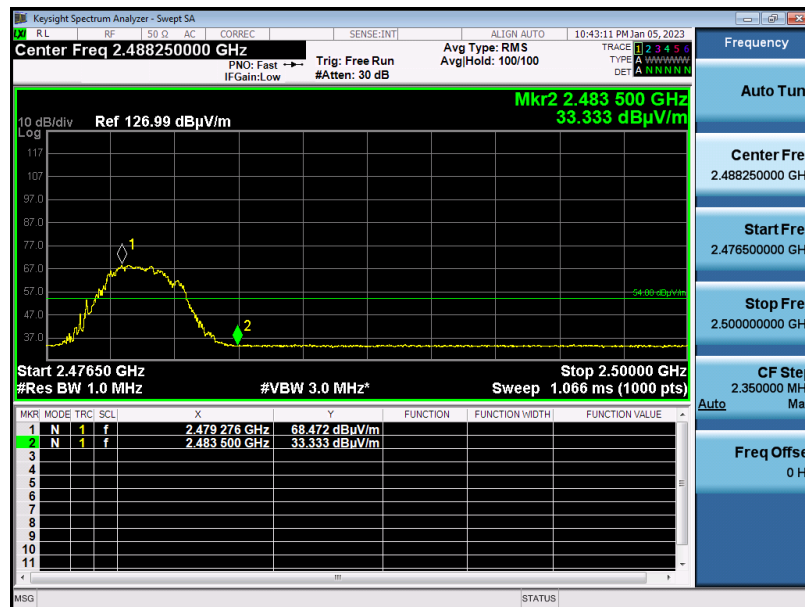 Keysight Spectrum Analyzer - Swept SA
LXI RL RF 50 Ω AC CORREC SENSE:INT ALIGN AUTO 10:43:11 PM Jan 05, 2023
Center Freq 2.488250000 GHz
PNO: Fast
IFGain:Low
Trig: Free Run
#Atten: 30 dB
Avg Type: RMS
Avg|Hold: 100/100
TRACE 1 2 3 4 5 6
TYPE A WWWWW
DET A N N N N N
Mkr2 2.483 500 GHz
33.333 dBµV/m
10 dB/div Ref 126.99 dBµV/m
Log
117
107
97.0
87.0
77.0
67.0
57.0
47.0
37.0
1
2
54.00 dBµV/m
Start 2.47650 GHz Stop 2.50000 GHz
#Res BW 1.0 MHz #VBW 3.0 MHz* Sweep 1.066 ms (1000 pts)
MKR MODE TRC SCL X Y FUNCTION FUNCTION WIDTH FUNCTION VALUE
1 N 1 f 2.479 276 GHz 68.472 dBµV/m
2 N 1 f 2.483 500 GHz 33.333 dBµV/m
3
4
5
6
7
8
9
10
11
MSG STATUS
Frequency
Auto Tun
Center Fre
2.488250000 GH
Start Fre
2.476500000 GH
Stop Fre
2.500000000 GH
CF Step
2.350000 MH
Auto Ma
Freq Offse
0 H